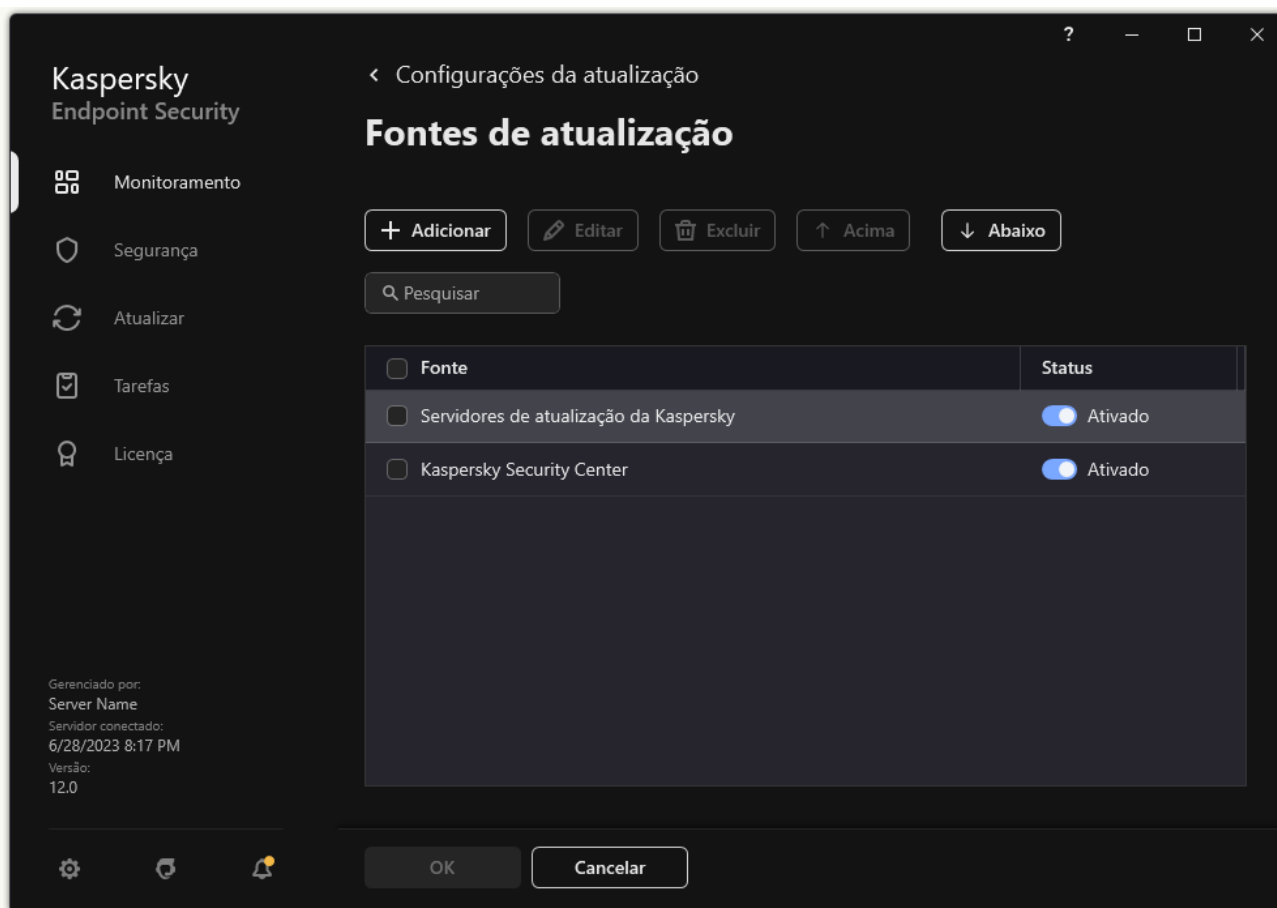 ?
Kaspersky
Endpoint Security
Monitoramento
Segurança
Atualizar
Tarefas
Licença
Gerenciado por:
Server Name
Servidor conectado:
6/28/2023 8:17 PM
Versão:
12.0
Configurações da atualização
Fontes de atualização
Adicionar Editar Excluir Acima Abaixo
Pesquisar
Fonte Status
Servidores de atualização da Kaspersky Ativado
Kaspersky Security Center Ativado
OK Cancelar